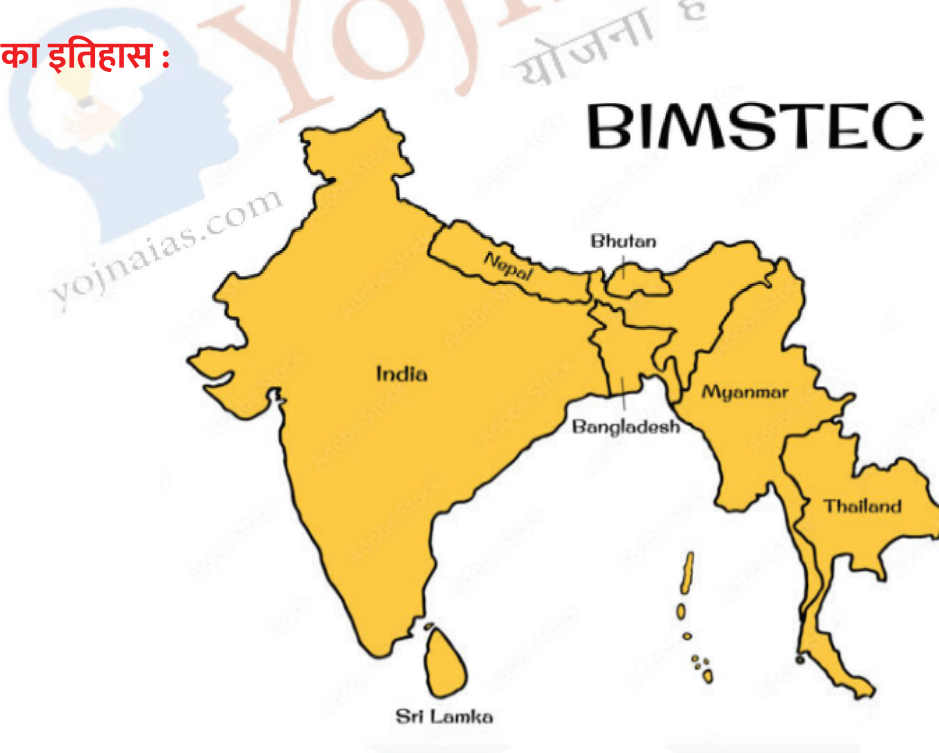 का इतिहास :
योजना है
yojnaias.com
BIMSTEC
Bhutan
Nepal
India
Myanmar
Bangladesh
Thailand
Sri Lamka